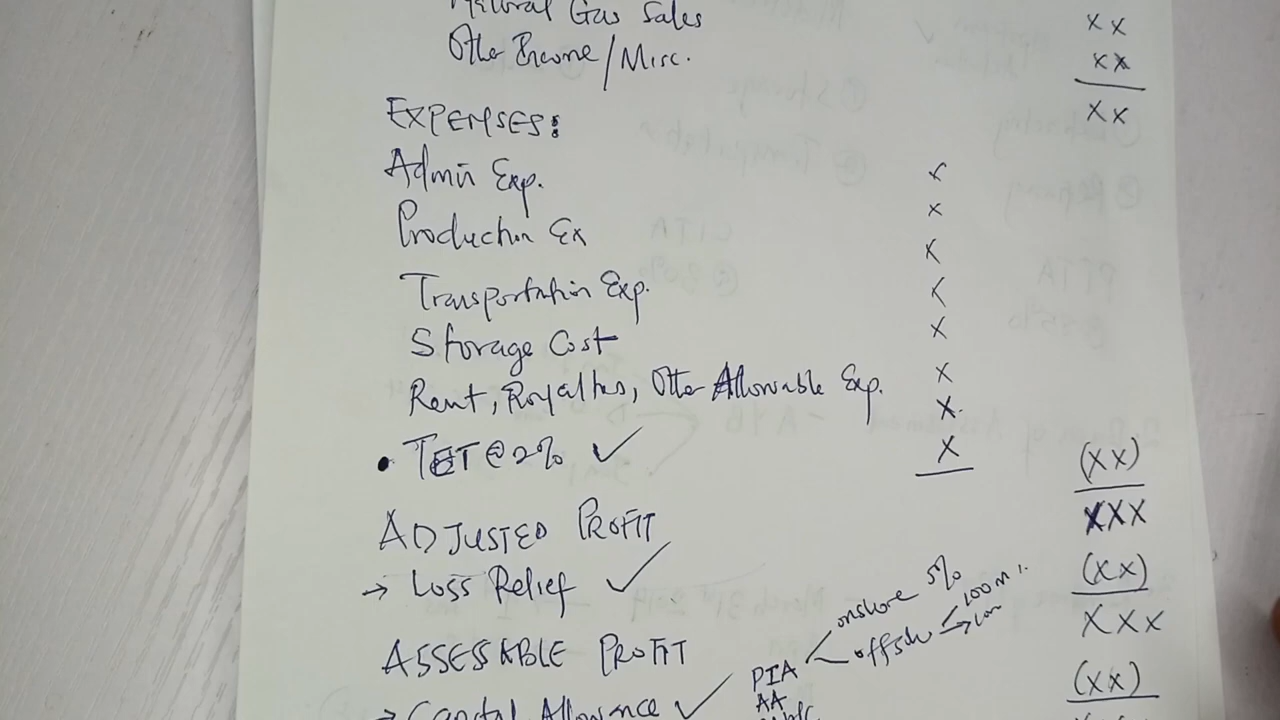 Natural Gas Sales XX
Other Income/Misc. XX
XX
EXPENSES:
Admin Exp. X
Production Ex X
X
Transportation Exp. X
Storage Cost X
Rent, Royalties, Other Allowable Exp. X
X.
• TET @ 2% ✓ X (XX)
ADJUSTED PROFIT XXX
→ Loss Relief ✓ (XX)
ASSESSABLE PROFIT XXX
→ Capital Allowance ✓ (XX)
PIA
onshore 5%
offshore
100m
AA